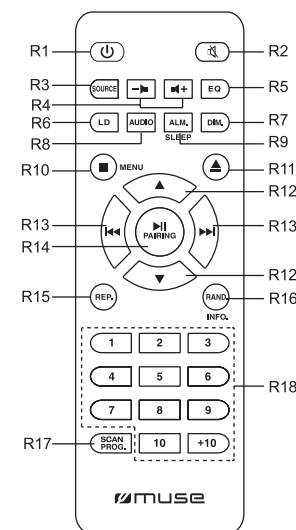 R1 R2
R3 SOURCE EQ R5
R4
R6 LD AUDIO ALM. DIM. R7
R8 SLEEP R9
R10 MENU R11
R12
R13 R13
R14 PAIRING
R12
R15 REP. RAND. R16
INFO.
1 2 3
4 5 6
R18
7 8 9
R17 SCAN PROG. 10 +10
muse